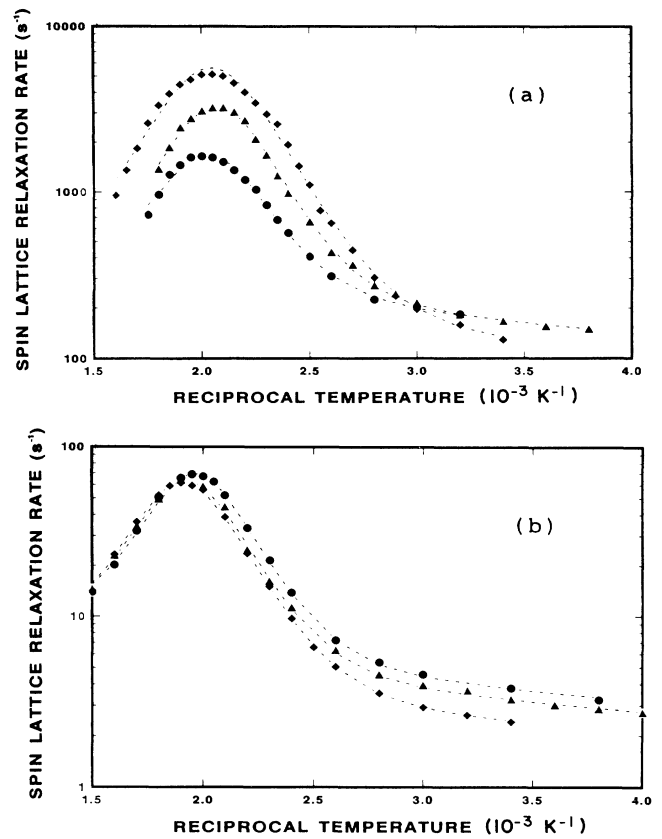 SPIN LATTICE RELAXATION RATE (s⁻¹)
10000
1000
100
(a)
1.5 2.0 2.5 3.0 3.5 4.0
RECIPROCAL TEMPERATURE (10⁻³ K⁻¹)
SPIN LATTICE RELAXATION RATE (s⁻¹)
100
10
1
(b)
1.5 2.0 2.5 3.0 3.5 4.0
RECIPROCAL TEMPERATURE (10⁻³ K⁻¹)